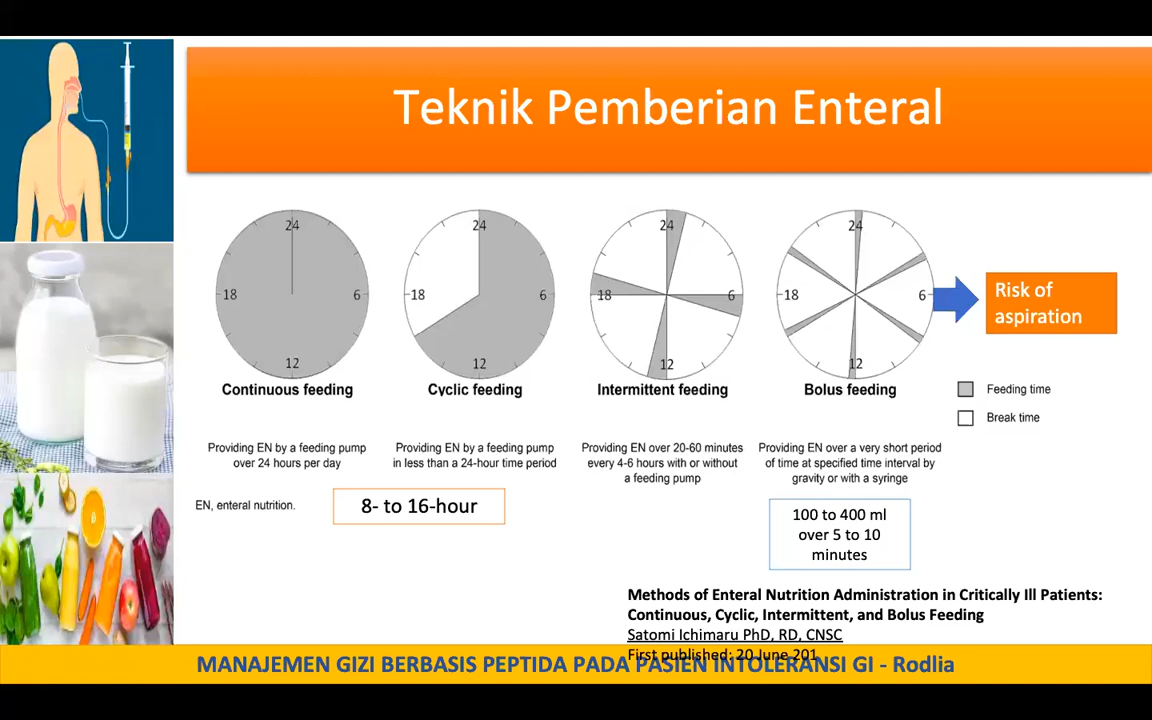 Teknik Pemberian Enteral
24
18
6
12
Continuous feeding
24
18
6
12
Cyclic feeding
24
18
6
12
Intermittent feeding
24
18
6
12
Bolus feeding
Risk of
aspiration
Feeding time
Break time
Providing EN by a feeding pump
over 24 hours per day
Providing EN by a feeding pump
in less than a 24-hour time period
Providing EN over 20-60 minutes
every 4-6 hours with or without
a feeding pump
Providing EN over a very short period
of time at specified time interval by
gravity or with a syringe
EN, enteral nutrition.
8- to 16-hour
100 to 400 ml
over 5 to 10
minutes
Methods of Enteral Nutrition Administration in Critically Ill Patients:
Continuous, Cyclic, Intermittent, and Bolus Feeding
Satomi Ichimaru PhD, RD, CNSC
First published: 20 June 201
MANAJEMEN GIZI BERBASIS PEPTIDA PADA PASIEN INTOLERANSI GI - Rodlia